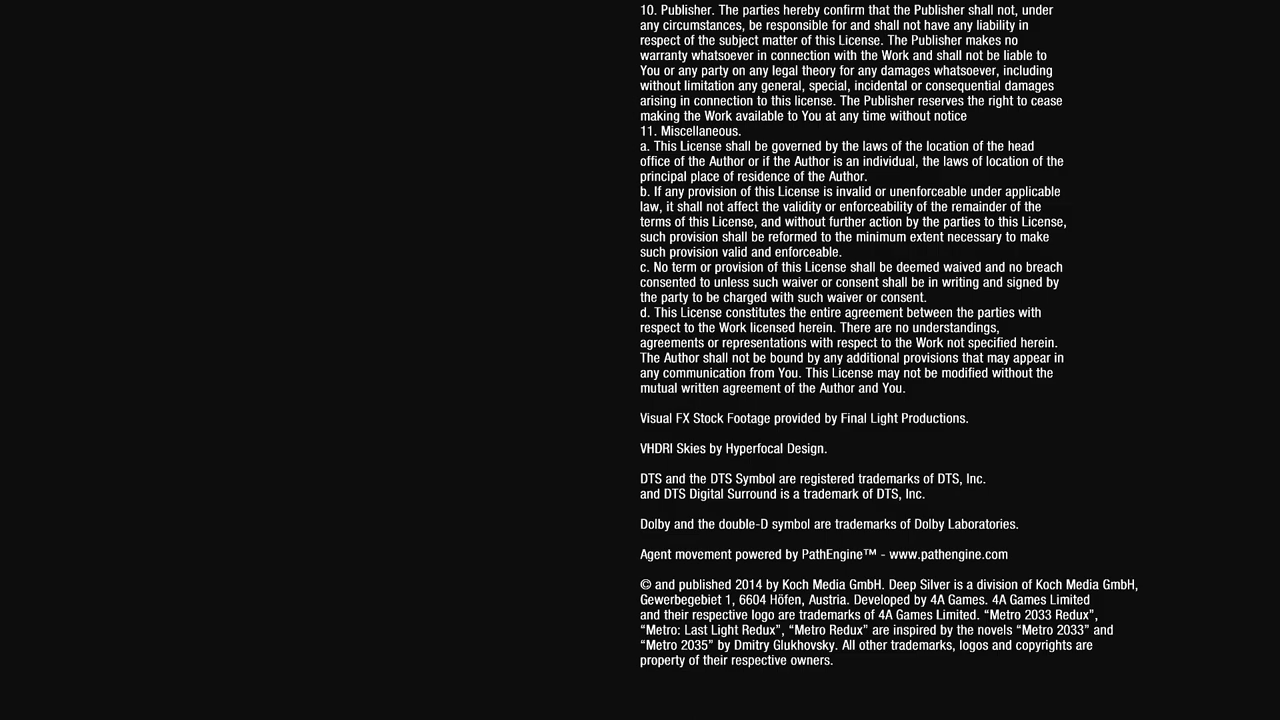 10. Publisher. The parties hereby confirm that the Publisher shall not, under
any circumstances, be responsible for and shall not have any liability in
respect of the subject matter of this License. The Publisher makes no
warranty whatsoever in connection with the Work and shall not be liable to
You or any party on any legal theory for any damages whatsoever, including
without limitation any general, special, incidental or consequential damages
arising in connection to this license. The Publisher reserves the right to cease
making the Work available to You at any time without notice
11. Miscellaneous.
a. This License shall be governed by the laws of the location of the head
office of the Author or if the Author is an individual, the laws of location of the
principal place of residence of the Author.
b. If any provision of this License is invalid or unenforceable under applicable
law, it shall not affect the validity or enforceability of the remainder of the
terms of this License, and without further action by the parties to this License,
such provision shall be reformed to the minimum extent necessary to make
such provision valid and enforceable.
c. No term or provision of this License shall be deemed waived and no breach
consented to unless such waiver or consent shall be in writing and signed by
the party to be charged with such waiver or consent.
d. This License constitutes the entire agreement between the parties with
respect to the Work licensed herein. There are no understandings,
agreements or representations with respect to the Work not specified herein.
The Author shall not be bound by any additional provisions that may appear in
any communication from You. This License may not be modified without the
mutual written agreement of the Author and You.
Visual FX Stock Footage provided by Final Light Productions.
VHDRI Skies by Hyperfocal Design.
DTS and the DTS Symbol are registered trademarks of DTS, Inc.
and DTS Digital Surround is a trademark of DTS, Inc.
Dolby and the double-D symbol are trademarks of Dolby Laboratories.
Agent movement powered by PathEngine™ - www.pathengine.com
© and published 2014 by Koch Media GmbH. Deep Silver is a division of Koch Media GmbH,
Gewerbegebiet 1, 6604 Höfen, Austria. Developed by 4A Games. 4A Games Limited
and their respective logo are trademarks of 4A Games Limited. “Metro 2033 Redux”,
“Metro: Last Light Redux”, “Metro Redux” are inspired by the novels “Metro 2033” and
“Metro 2035” by Dmitry Glukhovsky. All other trademarks, logos and copyrights are
property of their respective owners.